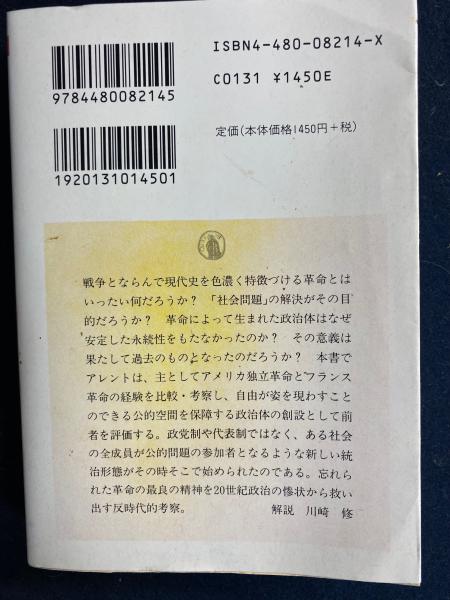 ISBN4-480-08214-X
9784480082145
C0131 ¥1450E
定価(本体価格1450円+税)
1920131014501
戦争とならんで現代史を色濃く特徴づける革命とは
いったい何だろうか? 「社会問題」の解決がその目
的だろうか? 革命によって生まれた政治体はなぜ
安定した永続性をもたなかったのか? その意義は
果たして過去のものとなったのだろうか? 本書で
アレントは、主としてアメリカ独立革命とフランス
革命の経験を比較・考察し、自由が姿を現わすこと
のできる公的空間を保障する政治体の創設として前
者を評価する。政党制や代表制ではなく、ある社会
の全成員が公的問題の参加者となるような新しい統
治形態がその時そこで始められたのである。忘れら
れた革命の最良の精神を20世紀政治の惨状から救い
出す反時代的考察。 解説 川崎 修